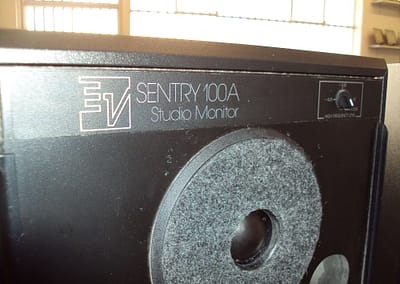 EV
SENTRY 100A
Studio Monitor